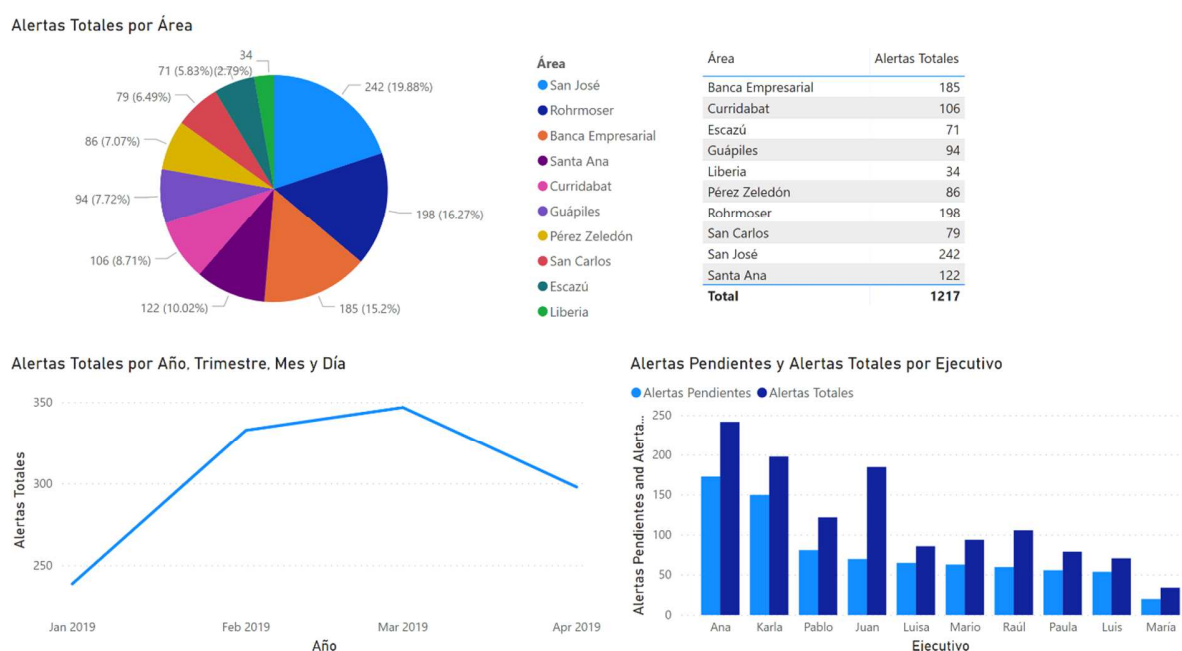 Alertas Totales por Área
34
71 (5.83%)
(2.79%)
79 (6.49%)
86 (7.07%)
94 (7.72%)
106 (8.71%)
122 (10.02%)
185 (15.2%)
198 (16.27%)
242 (19.88%)
Área
San José
Rohrmoser
Banca Empresarial
Santa Ana
Curridabat
Guápiles
Pérez Zeledón
San Carlos
Escazú
Liberia
Área Alertas Totales
Banca Empresarial 185
Curridabat 106
Escazú 71
Guápiles 94
Liberia 34
Pérez Zeledón 86
Rohrmoser 198
San Carlos 79
San José 242
Santa Ana 122
Total 1217
Alertas Totales por Año, Trimestre, Mes y Día
Alertas Totales
350
300
250
Jan 2019 Feb 2019 Mar 2019 Apr 2019
Año
Alertas Pendientes y Alertas Totales por Ejecutivo
Alertas Pendientes Alertas Totales
Alertas Pendientes and Alerta...
250
200
150
100
50
0
Ana Karla Pablo Juan Luisa Mario Raúl Paula Luis María
Ejecutivo